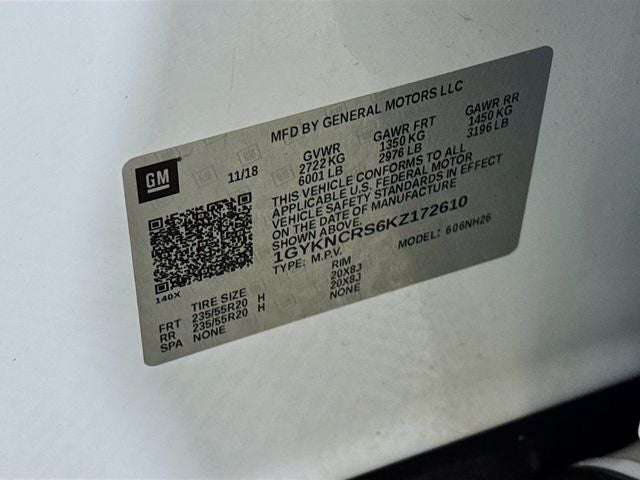 MFD BY GENERAL MOTORS LLC
GM
11/18
GVWR GAWR FRT GAWR RR
2722 KG 1350 KG 1450 KG
6001 LB 2976 LB 3196 LB
THIS VEHICLE CONFORMS TO ALL
APPLICABLE U.S. FEDERAL MOTOR
VEHICLE SAFETY STANDARDS IN EFFECT
ON THE DATE OF MANUFACTURE
SHOWN ABOVE.
1GYKNCRS6KZ172610
TYPE: M.P.V. MODEL: 606NH26
140X
TIRE SIZE RIM
FRT 235/55R20 H 20X8J
RR 235/55R20 H 20X8J
SPA NONE NONE